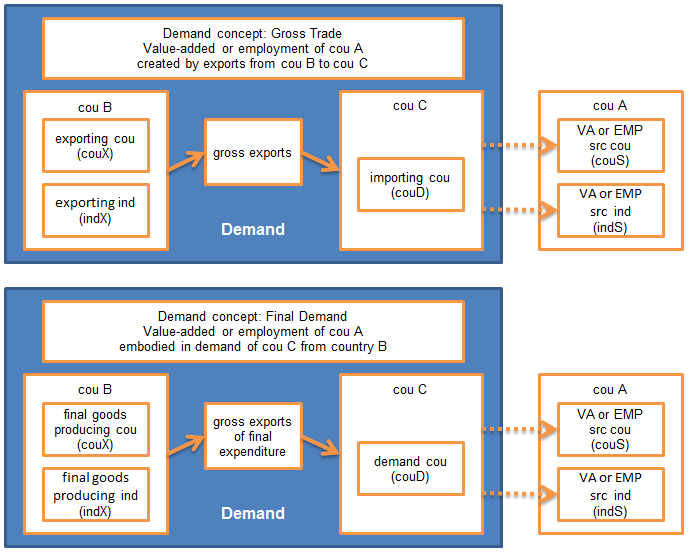 Demand concept: Gross Trade
Value-added or employment of cou A
created by exports from cou B to cou C
cou B
exporting cou
(couX)
exporting ind
(indX)
gross exports
cou C
importing cou
(couD)
Demand
cou A
VA or EMP
src cou
(couS)
VA or EMP
src ind
(indS)
Demand concept: Final Demand
Value-added or employment of cou A
embodied in demand of cou C from country B
cou B
final goods
producing cou
(couX)
final goods
producing ind
(indX)
gross exports
of final
expenditure
cou C
demand cou
(couD)
Demand
cou A
VA or EMP
src cou
(couS)
VA or EMP
src ind
(indS)